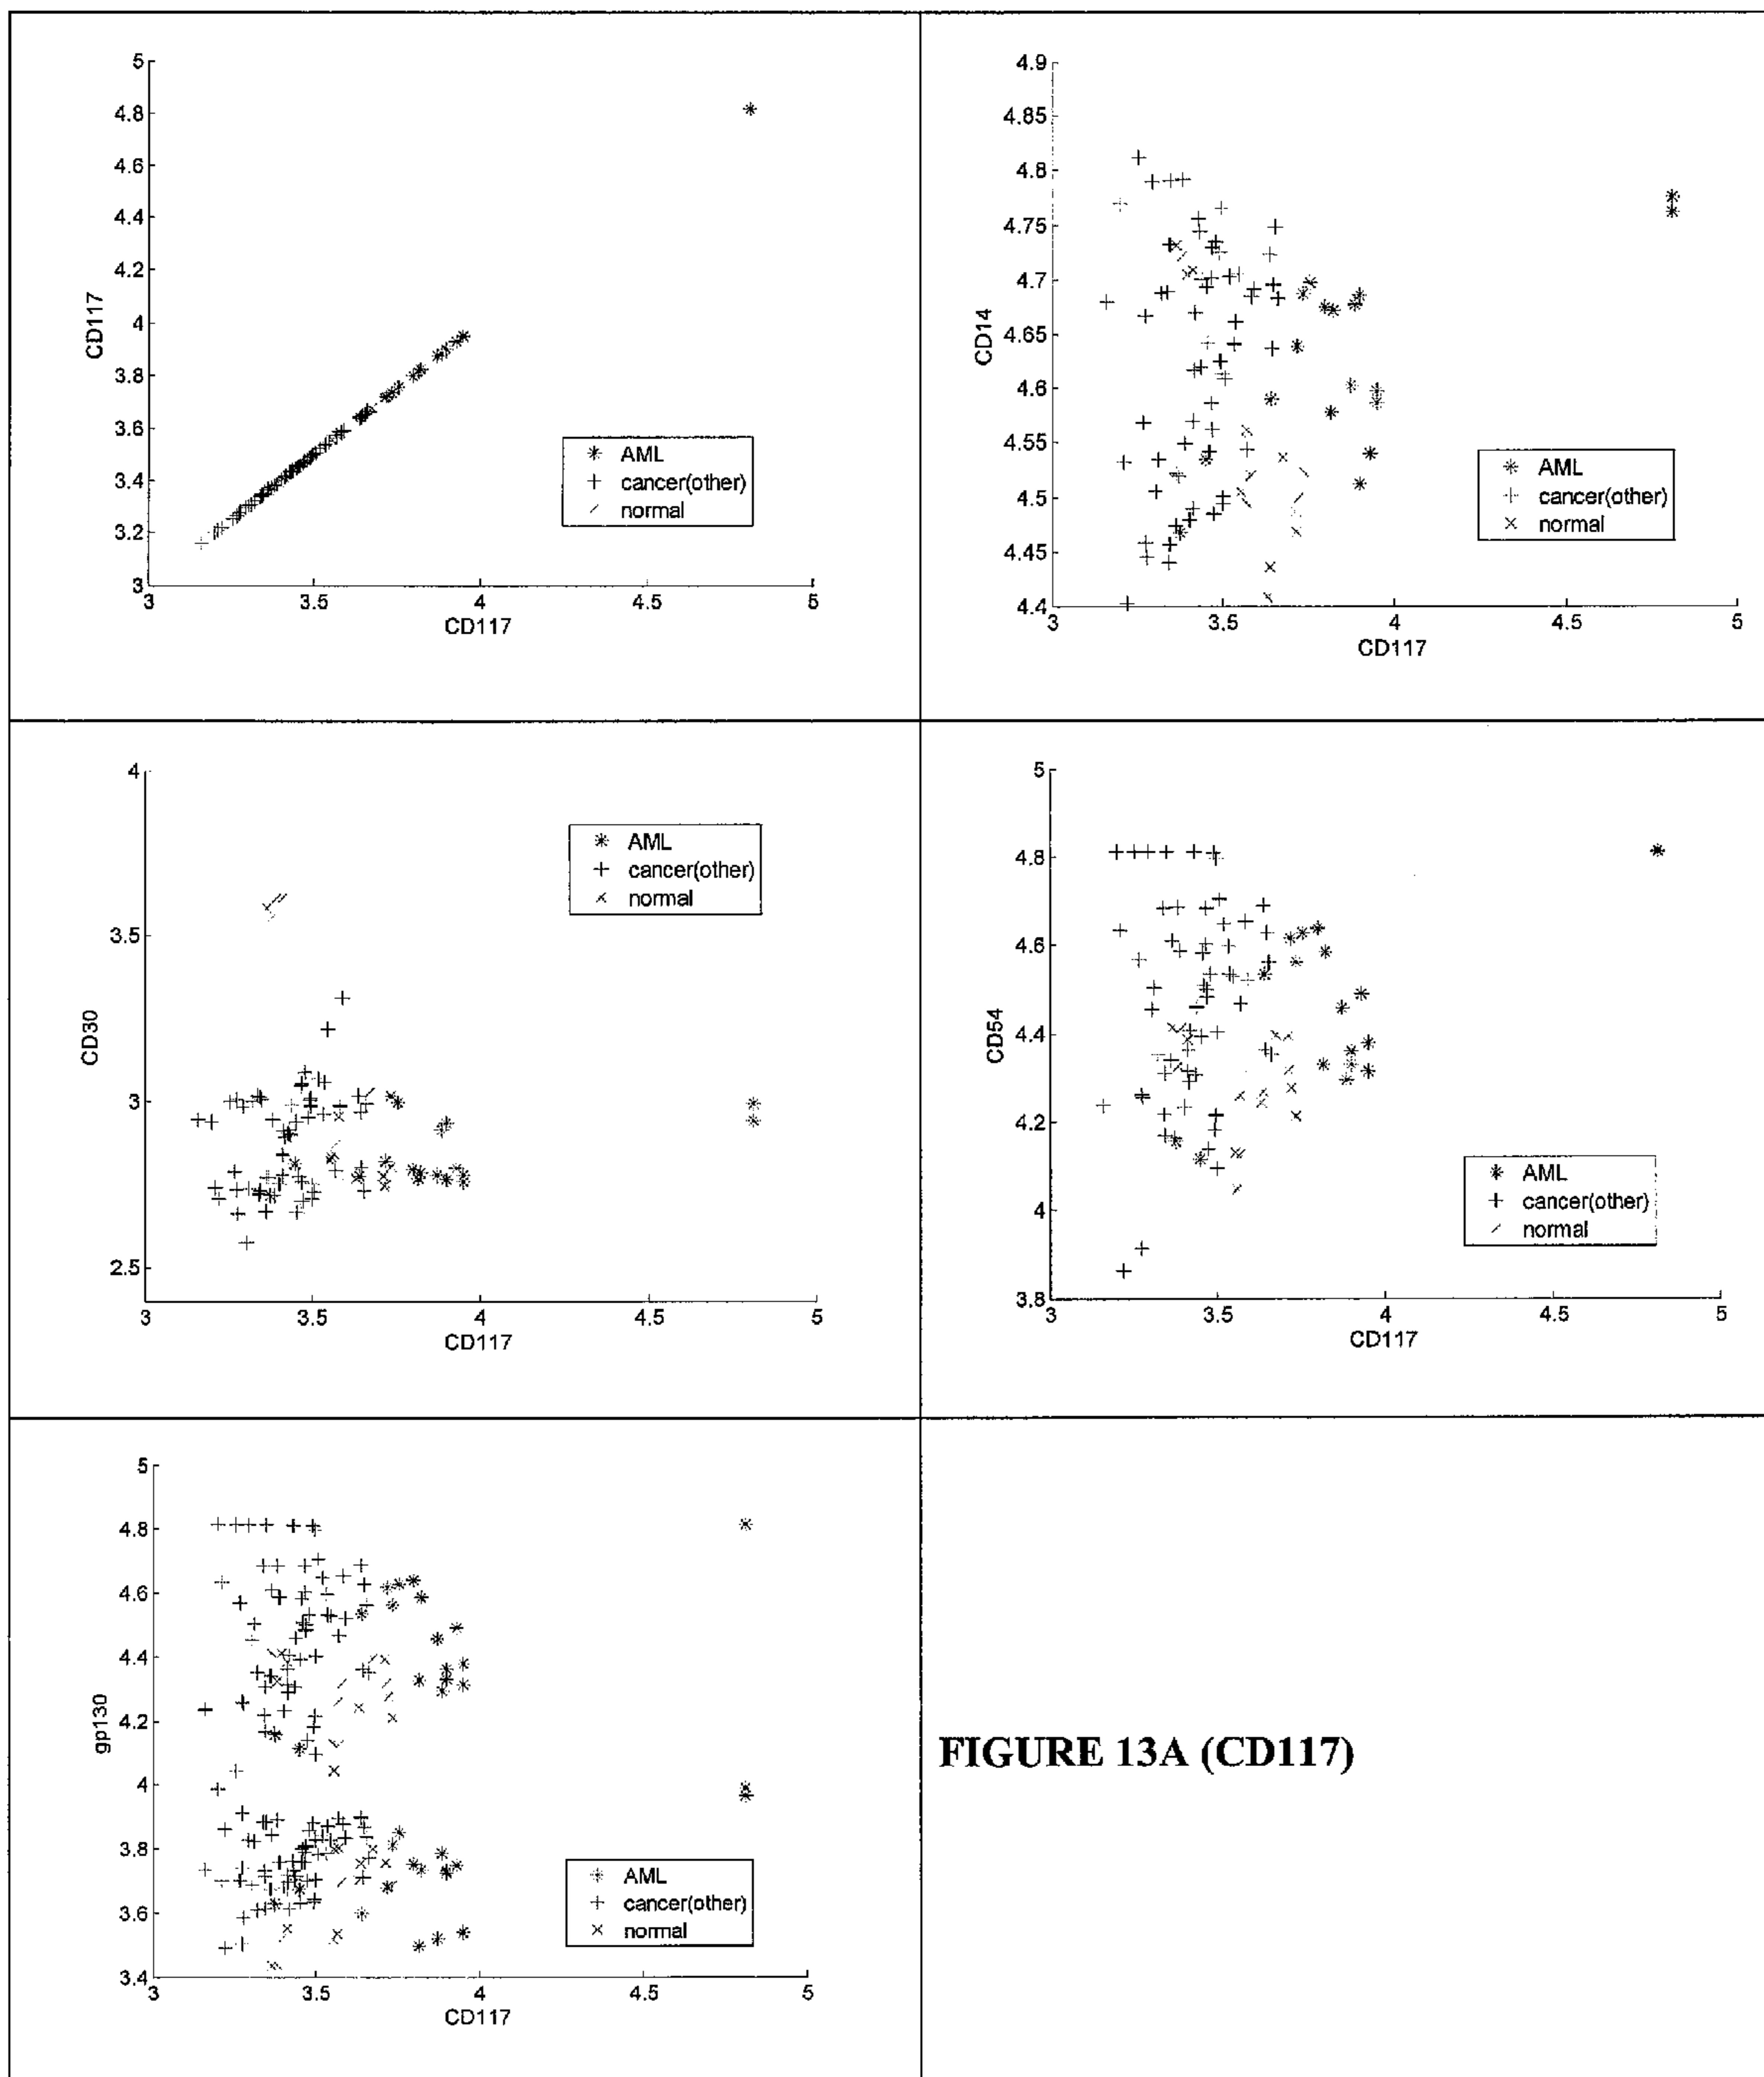 5
4.8
4.6
4.4
4.2
4
3.8
3.6
3.4
3.2
3
CD117
3
3.5
4
4.5
5
CD117
AML
cancer(other)
normal
4.9
4.85
4.8
4.75
4.7
4.65
4.6
4.55
4.5
4.45
4.4
CD14
3
3.5
4
4.5
5
CD117
AML
cancer(other)
normal
4
3.5
3
2.5
CD30
3
3.5
4
4.5
5
CD117
AML
cancer(other)
normal
5
4.8
4.6
4.4
4.2
4
3.8
CD54
3
3.5
4
4.5
5
CD117
AML
cancer(other)
normal
5
4.8
4.6
4.4
4.2
4
3.8
3.6
3.4
gp130
3
3.5
4
4.5
5
CD117
AML
cancer(other)
normal
FIGURE 13A (CD117)